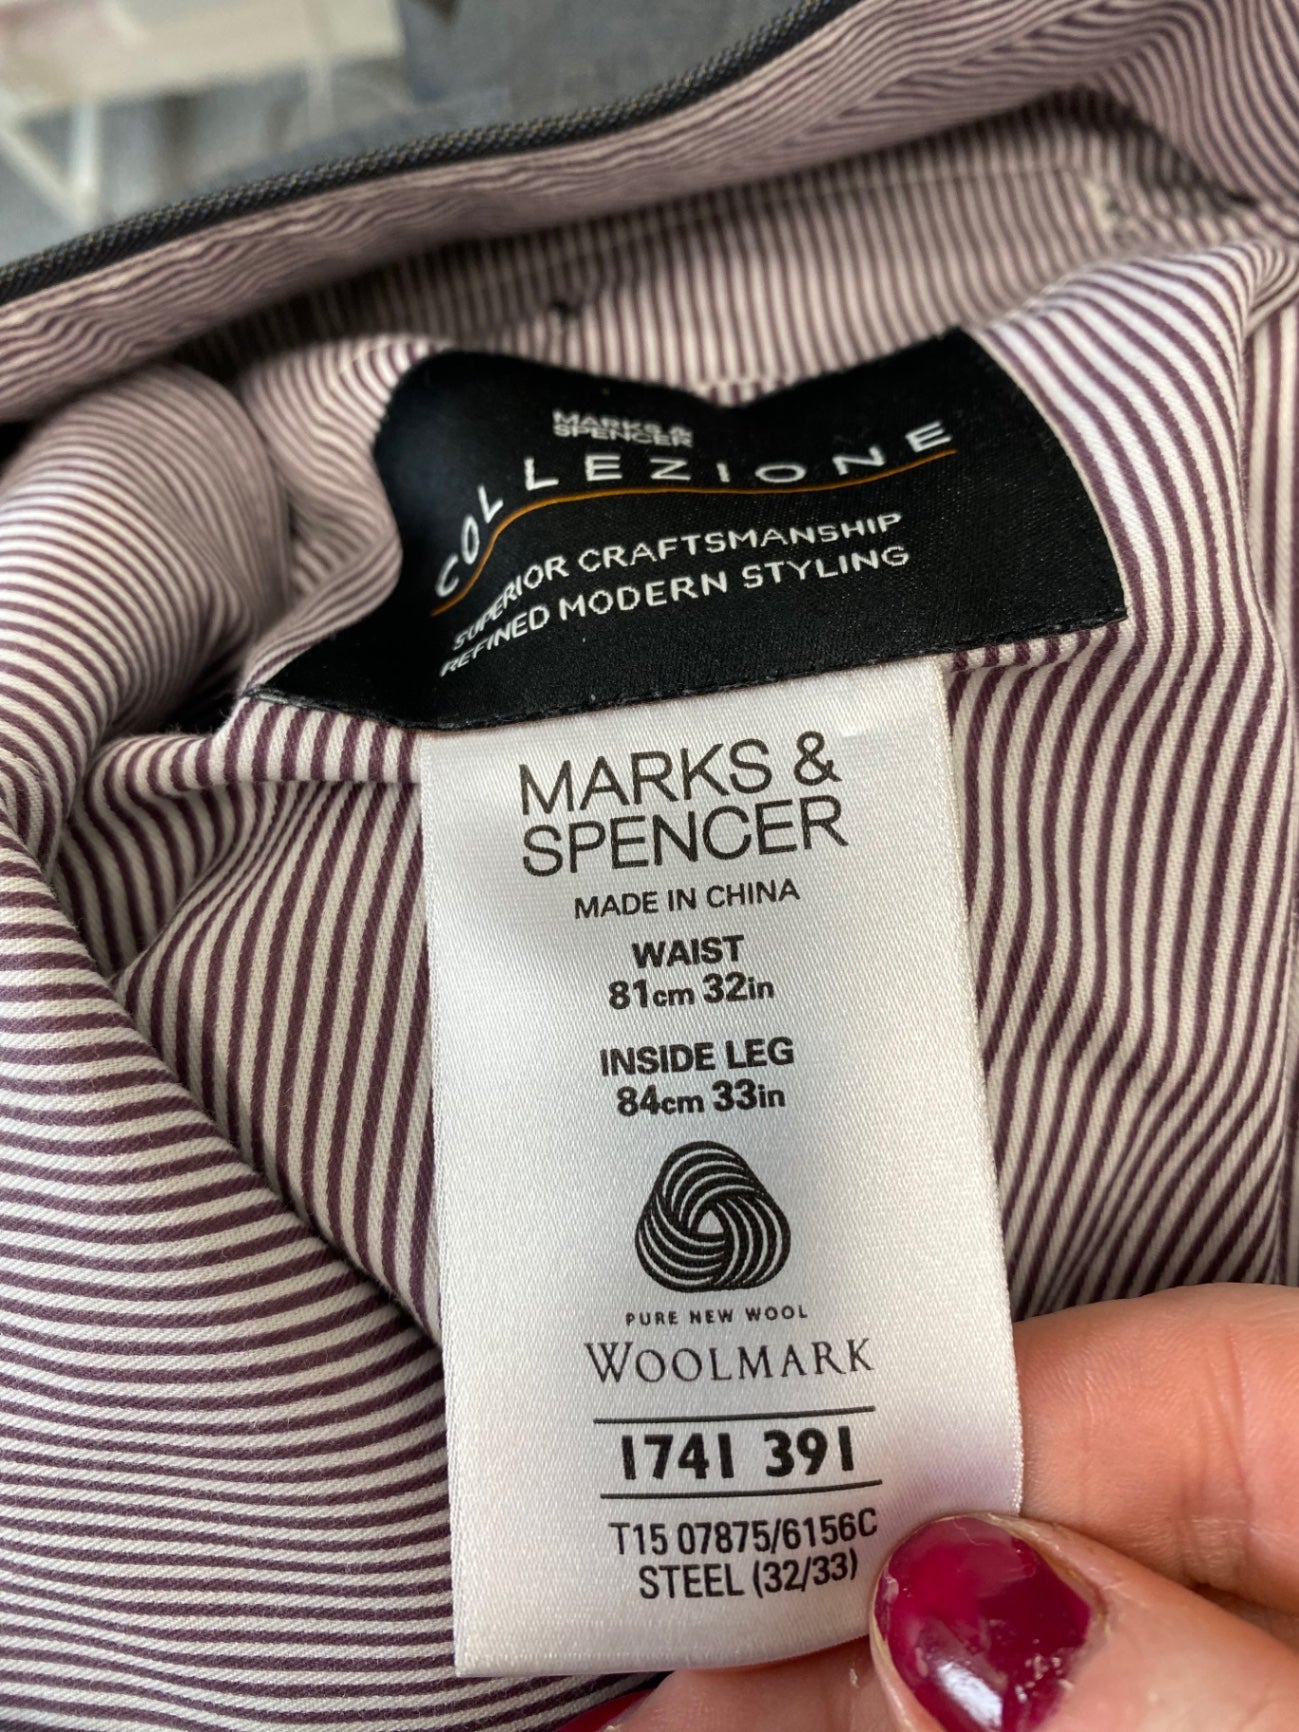 MARKS &
SPENCER
COLLEZIONE
SUPERIOR CRAFTSMANSHIP
REFINED MODERN STYLING
MARKS &
SPENCER
MADE IN CHINA
WAIST
81cm 32in
INSIDE LEG
84cm 33in
PURE NEW WOOL
WOOLMARK
1741 391
T15 07875/6156C
STEEL (32/33)